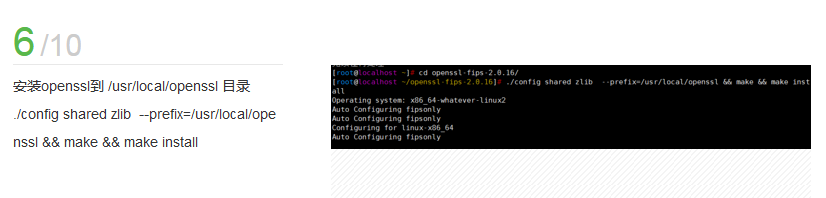 6/10
安装openssl到 /usr/local/openssl 目录
./config shared zlib  --prefix=/usr/local/ope
nssl && make && make install
[root@localhost ~]# cd openssl-fips-2.0.16/
[root@localhost ~/openssl-fips-2.0.16]# ./config shared zlib  --prefix=/usr/local/openssl && make && make inst
all
Operating system: x86_64-whatever-linux2
Auto Configuring fipsonly
Auto Configuring fipsonly
Configuring for linux-x86_64
Auto Configuring fipsonly